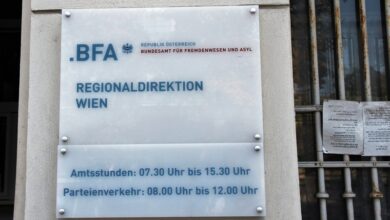 .BFA
REPUBLIK ÖSTERREICH
BUNDESAMT FÜR FREMDENWESEN UND ASYL
REGIONALDIREKTION
WIEN
Amtsstunden: 07.30 Uhr bis 15.30 Uhr
Parteienverkehr: 08.00 Uhr bis 12.00 Uhr